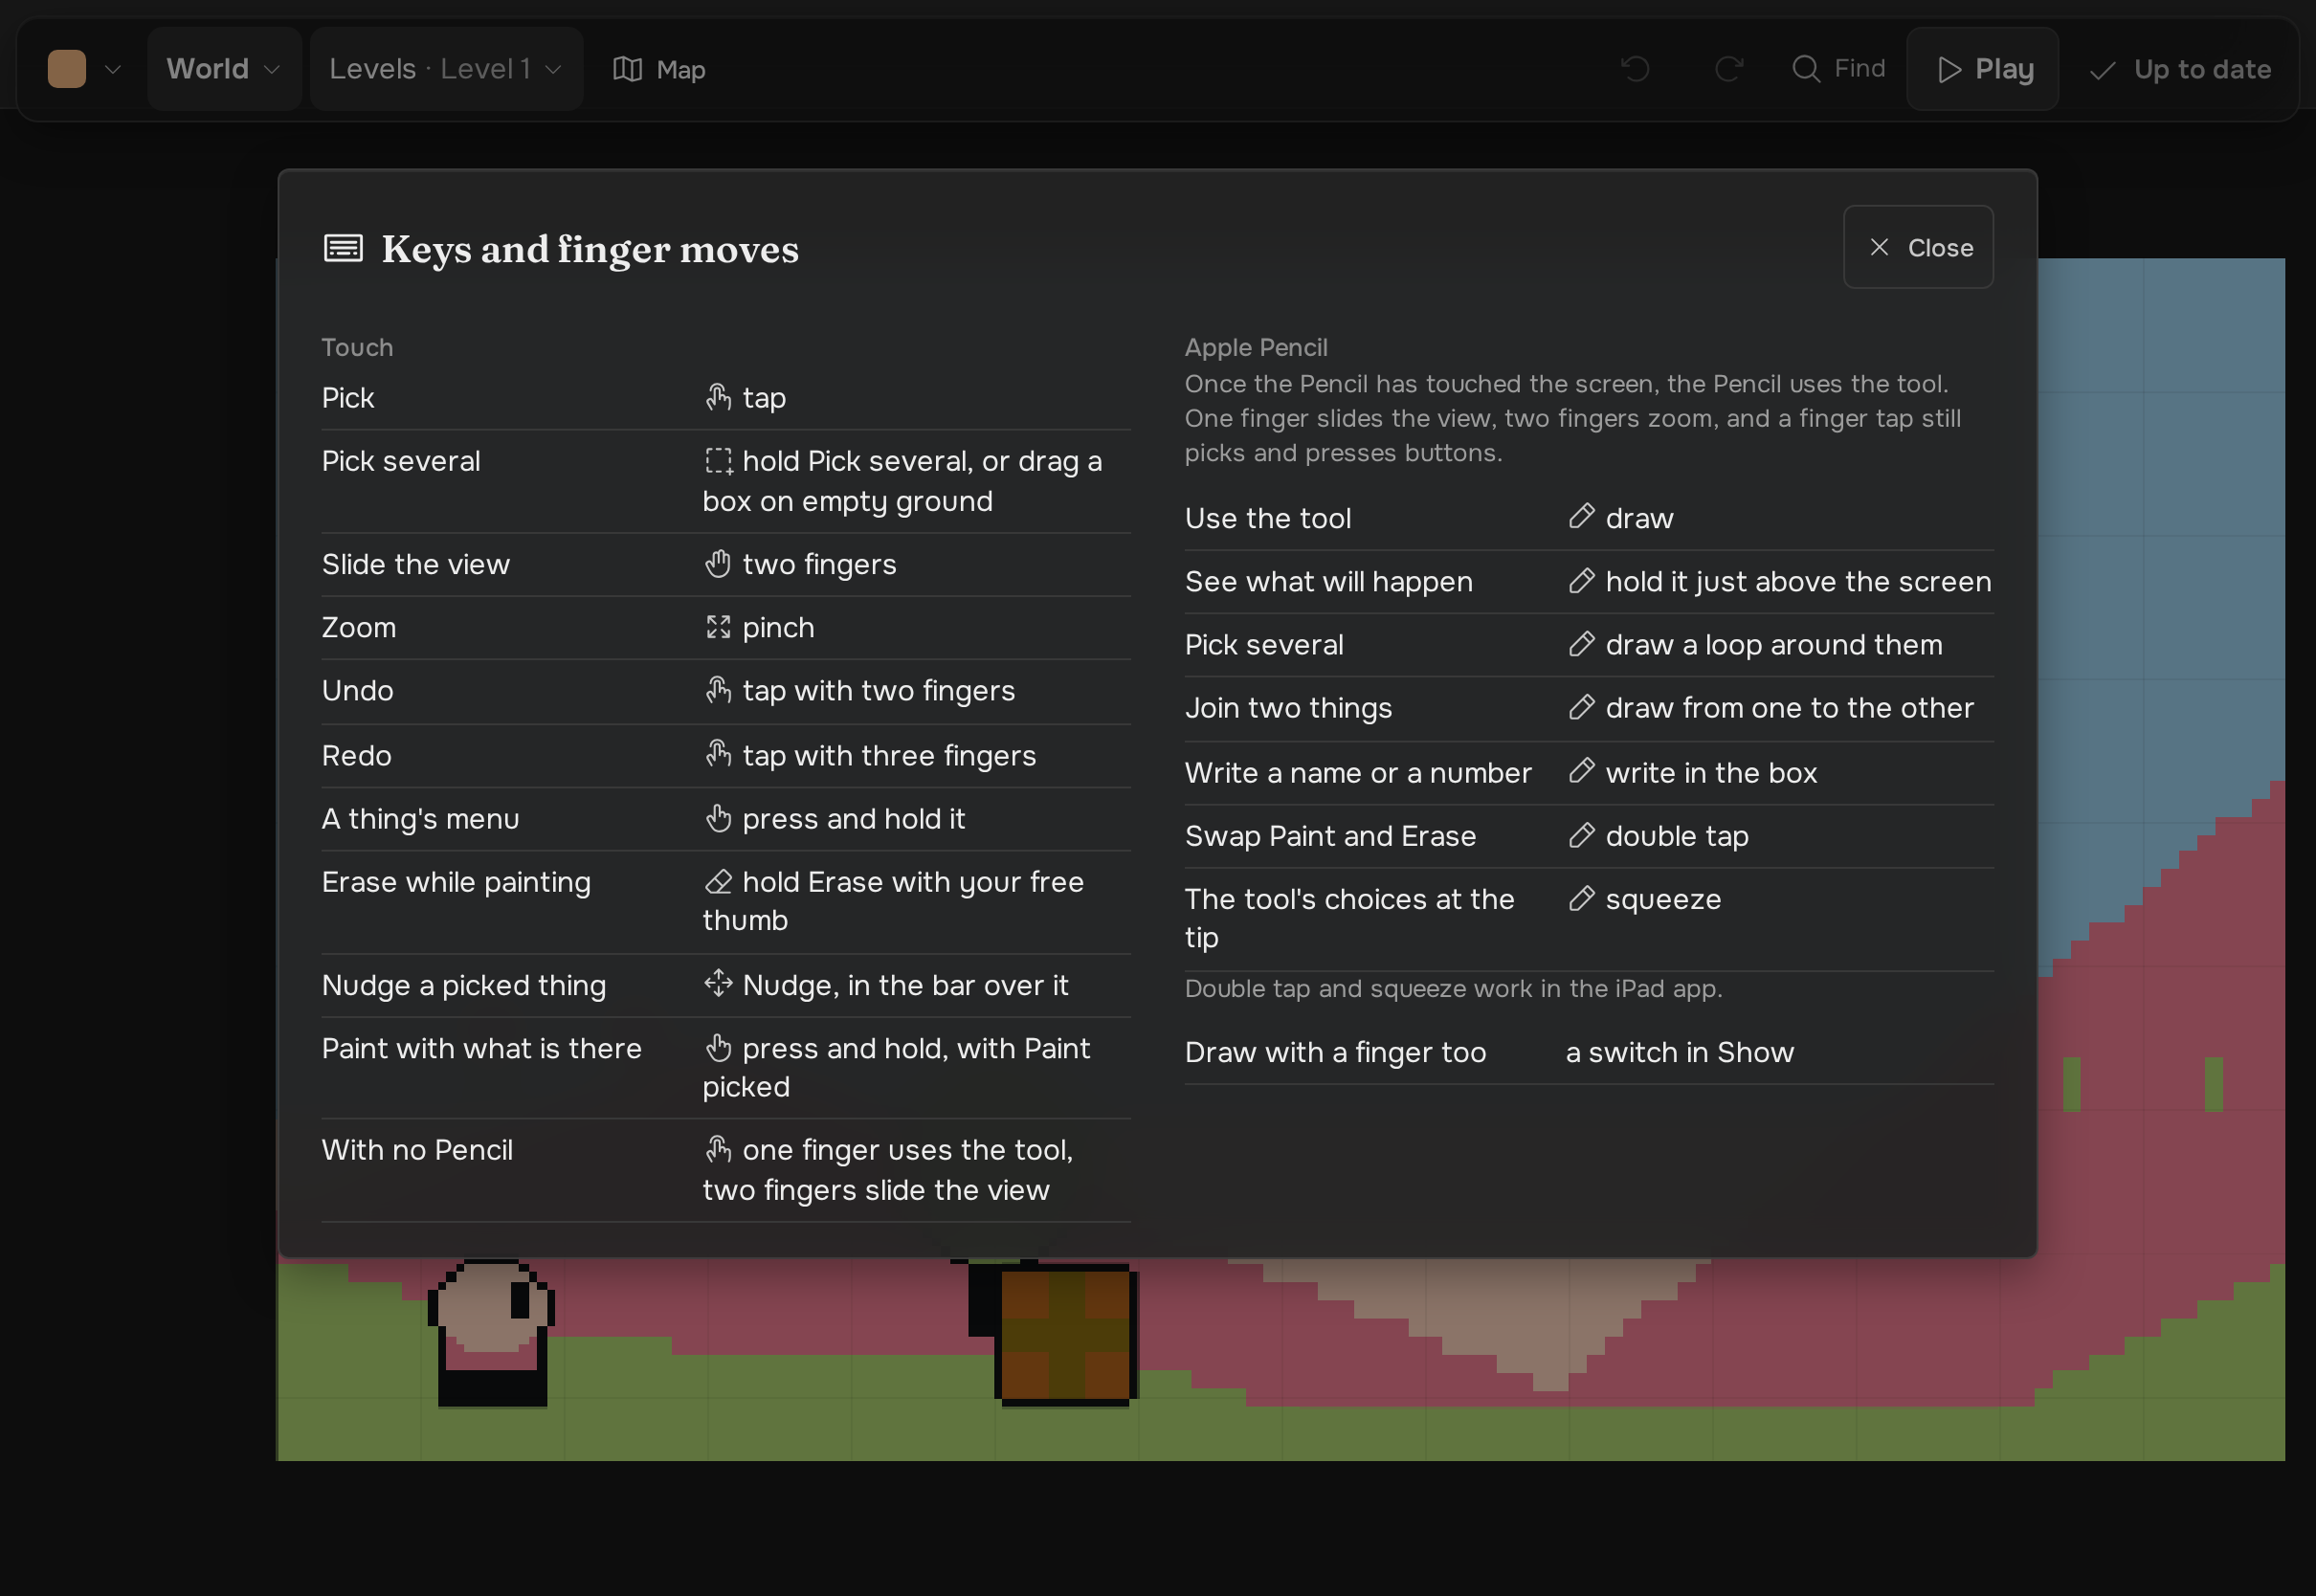 World
Levels · Level 1
Map
Find
Play
Up to date
Keys and finger moves
Close
Touch
Pick
tap
Pick several
hold Pick several, or drag a
box on empty ground
Slide the view
two fingers
Zoom
pinch
Undo
tap with two fingers
Redo
tap with three fingers
A thing's menu
press and hold it
Erase while painting
hold Erase with your free
thumb
Nudge a picked thing
Nudge, in the bar over it
Paint with what is there
press and hold, with Paint
picked
With no Pencil
one finger uses the tool,
two fingers slide the view
Apple Pencil
Once the Pencil has touched the screen, the Pencil uses the tool.
One finger slides the view, two fingers zoom, and a finger tap still
picks and presses buttons.
Use the tool
draw
See what will happen
hold it just above the screen
Pick several
draw a loop around them
Join two things
draw from one to the other
Write a name or a number
write in the box
Swap Paint and Erase
double tap
The tool's choices at the
tip
squeeze
Double tap and squeeze work in the iPad app.
Draw with a finger too
a switch in Show